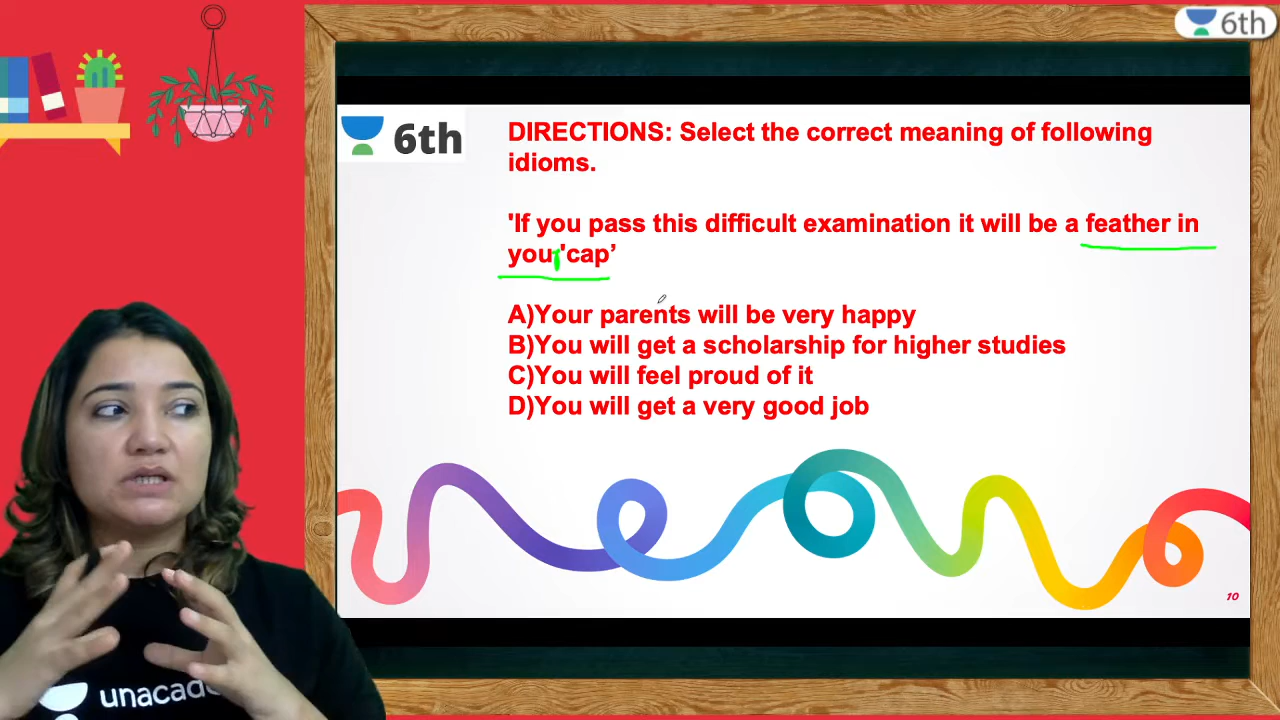 6th
6th
DIRECTIONS: Select the correct meaning of following
idioms.
'If you pass this difficult examination it will be a feather in
you 'cap’
A)Your parents will be very happy
B)You will get a scholarship for higher studies
C)You will feel proud of it
D)You will get a very good job
10
unacade